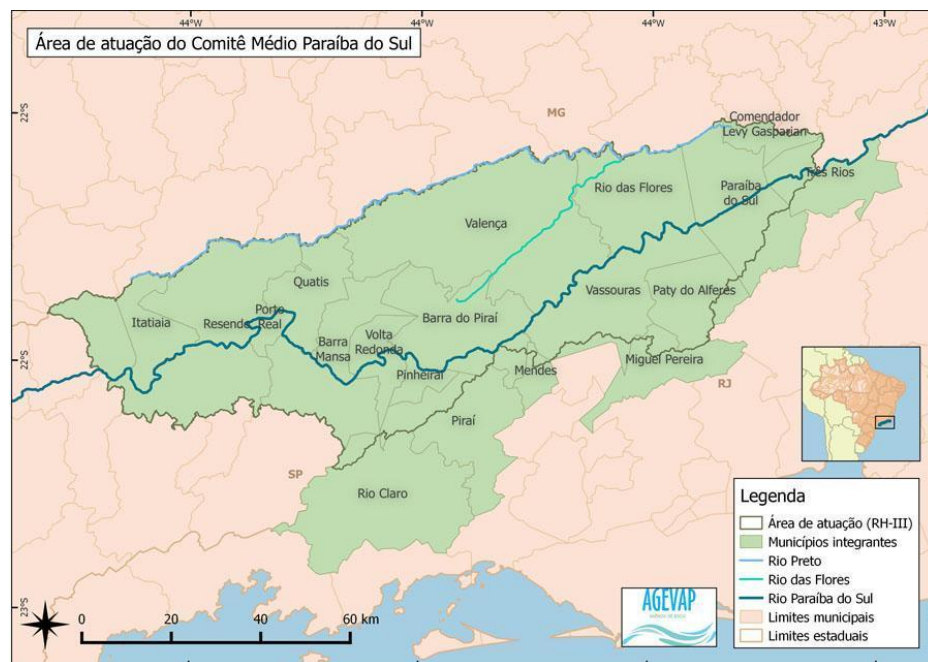 44°W
44°W
44°W
43°W
Área de atuação do Comitê Médio Paraíba do Sul
22°S
MG
Comendador
Levy Gasparian
Três Rios
Rio das Flores
Paraíba
do Sul
Valença
Quatis
Vassouras
Paty do Alferes
Itatiaia
Resende
Porto
Real
Barra do Piraí
Barra
Mansa
Volta
Redonda
22°S
Pinheiral
Mendes
Miguel Pereira
RJ
Piraí
SP
Rio Claro
Legenda
Área de atuação (RH-III)
Municípios integrantes
Rio Preto
Rio das Flores
Rio Paraíba do Sul
Limites municipais
Limites estaduais
23°S
0
20
40
60 km
AGEVAP